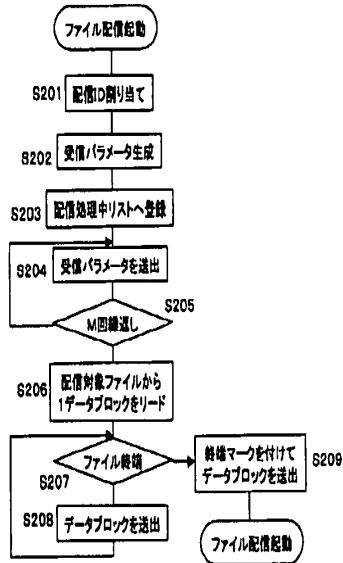 ファイル配信起動
S201
配信ID割り当て
S202
受信パラメータ生成
S203
配信処理中リストへ登録
S204
受信パラメータを送出
S205
M回繰返し
S206
配信対象ファイルから
1データブロックをリード
ファイル終端
S207
終端マークを付けて
データブロックを送出
S209
S208
データブロックを送出
ファイル配信起動